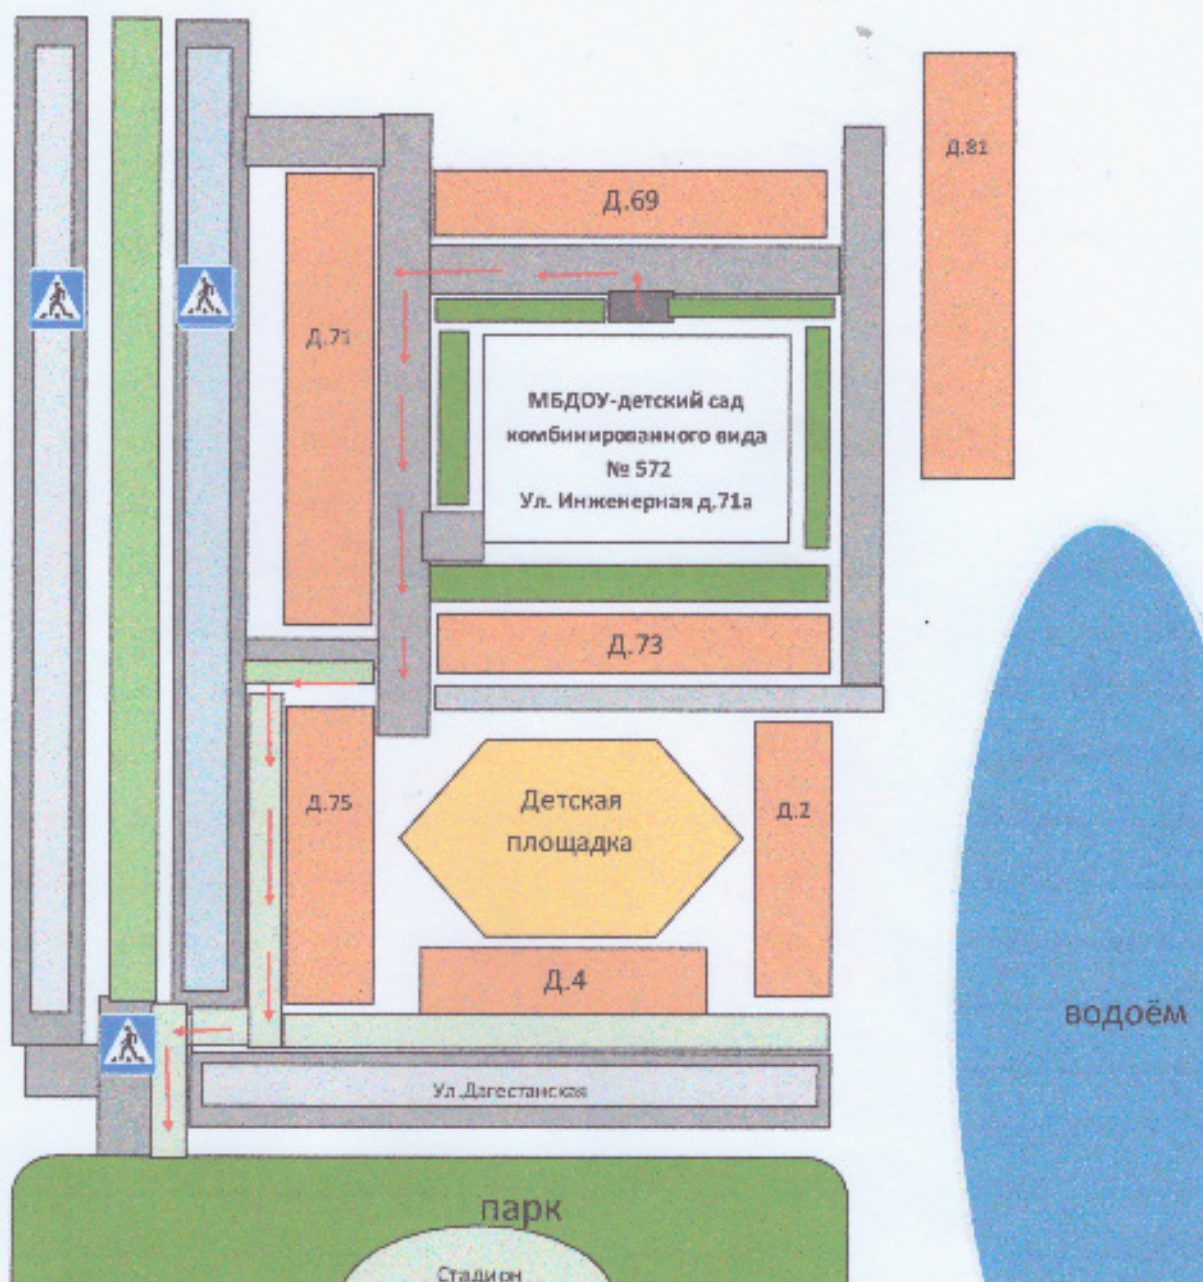 Д.81
Д.69
Д.71
МБДОУ-детский сад
комбинированного вида
№ 572
Ул. Инженерная д.71а
Д.73
Д.75
Детская
площадка
Д.2
Д.4
водоём
Ул.Дагестанская
парк
Стадион